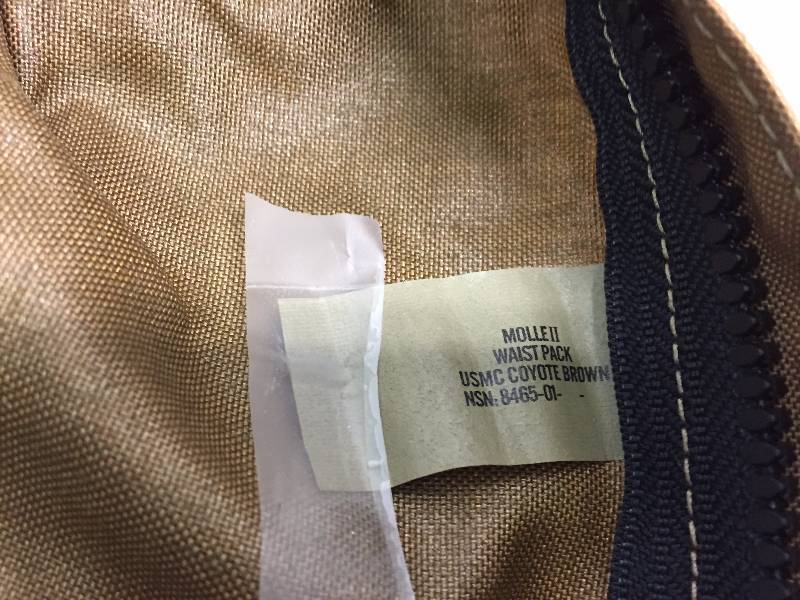 MOLLE II
WAIST PACK
USMC COYOTE BROWN
NSN: 8465-01- -